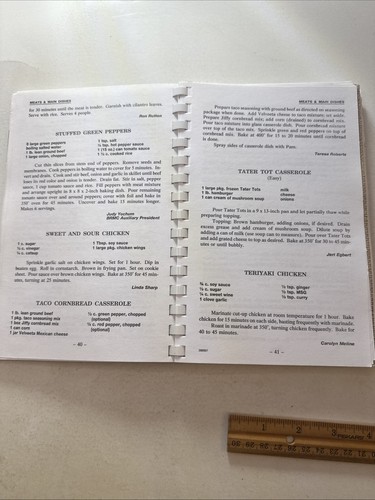 MEATS & MAIN DISHES
for 30 minutes until the meat is tender. Garnish with cilantro leaves.
Serve with rice. Serves 6 people.
Ron Rolfes
STUFFED GREEN PEPPERS
6 large green peppers
boiling salted water
1 lb. lean ground beef
1 large onion, chopped
1 tsp. salt
½ tsp. hot pepper sauce
1 (15 oz.) can tomato sauce
1½ c. cooked rice
Cut thin slices from stem end of peppers. Remove seeds and
membranes. Cook peppers in boiling water to cover for 5 minutes. In-
vert and drain. Cook and stir beef, onion and garlic in skillet until beef
loses its red color and onion is tender. Drain fat. Stir in salt, pepper
sauce, 1 cup tomato sauce and rice. Fill peppers with meat mixture
and arrange upright in 8 x 8 x 2-inch baking dish. Pour remaining
tomato sauce over and around peppers, cover with foil and bake in
350° oven for 45 minutes. Uncover and bake 15 minutes longer.
Makes 6 servings.
Judy Yochum
Auxiliary President
SWEET AND SOUR CHICKEN
1 c. sugar
½ c. vinegar
¼ c. catsup
1 Tbsp. soy sauce
1 large pkg. chicken wings
Sprinkle garlic salt on chicken wings. Set for 1 hour. Dip in
beaten egg. Roll in cornstarch. Brown in frying pan. Set on cookie
sheet. Pour sauce over brown chicken wings. Bake at 350° for 45 min-
utes, turning at 25 minutes.
Linda Sharp
TACO CORNBREAD CASSEROLE
1 lb. lean ground beef
1 pkg. taco seasoning mix
1 box Jiffy cornbread mix
1 can corn
1 jar Velveeta Mexican cheese
½ c. green pepper, chopped
(optional)
½ c. red pepper, chopped
(optional)
- 40 -
MEATS & MAIN DISHES
Prepare taco seasoning with ground beef as directed on seasoning
package when done. Add Velveeta cheese to taco mixture; set aside.
Prepare Jiffy cornbread mix; add corn (drained) to cornbread mix.
Pour taco mixture into glass casserole dish. Pour cornbread mixture
over top of the taco mix. Sprinkle green and red peppers on top of
cornbread mix. Bake at 400° for 15 to 20 minutes until cornbread
is done.
Spray sides of casserole dish with Pam.
Teresa Roberts
TATER TOT CASSEROLE
(Easy)
1 large pkg. frozen Tater Tots
1 lb. hamburger
1 can cream of mushroom soup
milk
cheese
onions
Pour Tater Tots in a 9 x 13-inch pan and let partially thaw while
preparing topping.
Topping: Brown hamburger, adding onions, if desired. Drain
excess grease and add cream of mushroom soup. Dilute soup by
adding a can of milk (use soup can to measure). Pour over Tater Tots
and add grated cheese to top as desired. Bake at 350° for 30 to 45 min-
utes or until bubbly.
Jeri Egbert
TERIYAKI CHICKEN
¾ c. soy sauce
½ c. sugar
¼ c. sweet wine
1 clove garlic
½ tsp. ginger
½ tsp. MSG
½ tsp. curry
Marinate cut-up chicken at room temperature for 1 hour. Bake
chicken for 15 minutes on each side, basting frequently with marinade.
Roast in marinade at 350°, turning chicken frequently. Bake for
40 to 45 minutes.
Carolyn Meline
- 41 -
1 2 3